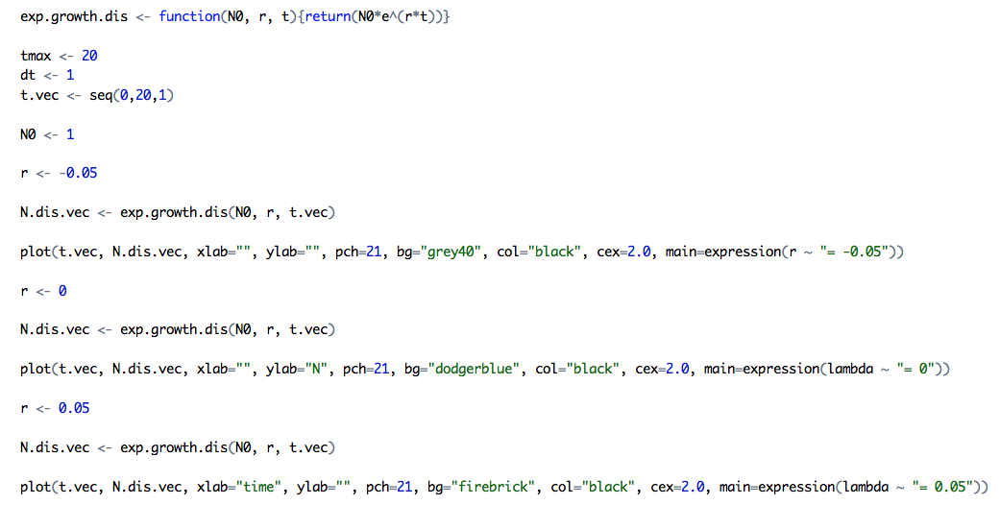 exp.growth.dis <- function(N0, r, t){return(N0*e^(r*t))}
tmax <- 20
dt <- 1
t.vec <- seq(0,20,1)
N0 <- 1
r <- -0.05
N.dis.vec <- exp.growth.dis(N0, r, t.vec)
plot(t.vec, N.dis.vec, xlab="", ylab="", pch=21, bg="grey40", col="black", cex=2.0, main=expression(r ~ "= -0.05"))
r <- 0
N.dis.vec <- exp.growth.dis(N0, r, t.vec)
plot(t.vec, N.dis.vec, xlab="", ylab="N", pch=21, bg="dodgerblue", col="black", cex=2.0, main=expression(lambda ~ "= 0"))
r <- 0.05
N.dis.vec <- exp.growth.dis(N0, r, t.vec)
plot(t.vec, N.dis.vec, xlab="time", ylab="", pch=21, bg="firebrick", col="black", cex=2.0, main=expression(lambda ~ "= 0.05"))